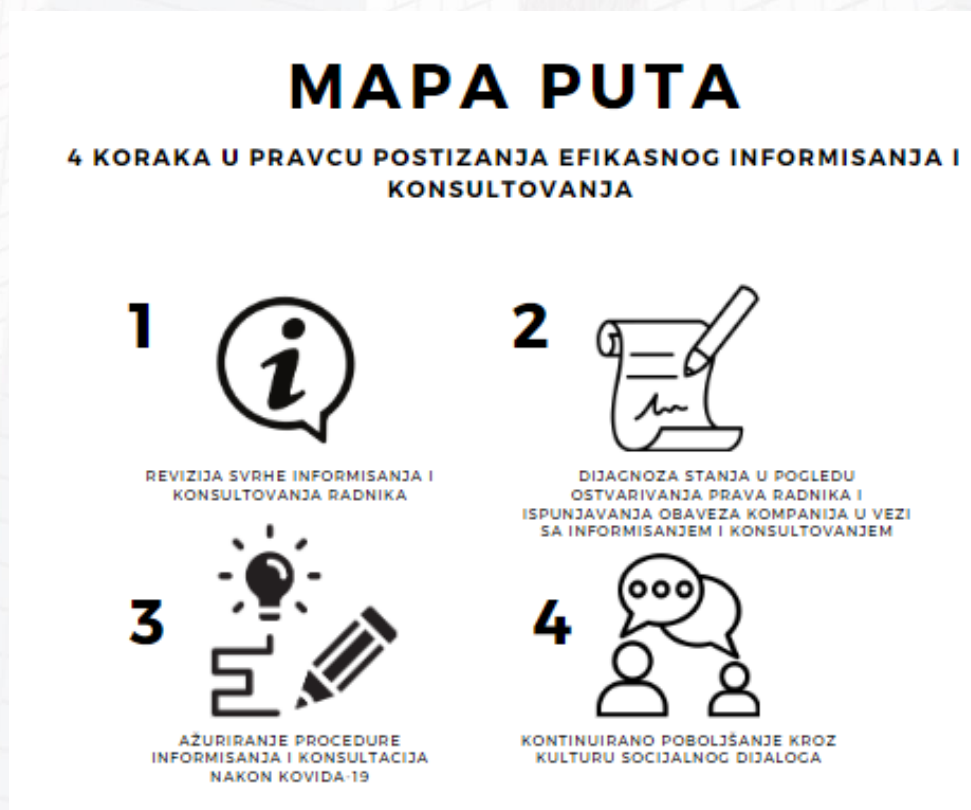 MAPA PUTA
4 KORAKA U PRAVCU POSTIZANJA EFIKASNOG INFORMISANJA I
KONSULTOVANJA
1
REVIZIJA SVRHE INFORMISANJA I
KONSULTOVANJA RADNIKA
2
DIJAGNOZA STANJA U POGLEDU
OSTVARIVANJA PRAVA RADNIKA I
ISPUNJAVANJA OBAVEZA KOMPANIJA U VEZI
SA INFORMISANJEM I KONSULTOVANJEM
3
AŽURIRANJE PROCEDURE
INFORMISANJA I KONSULTACIJA
NAKON KOVIDA-19
4
KONTINUIRANO POBOLJŠANJE KROZ
KULTURU SOCIJALNOG DIJALOGA